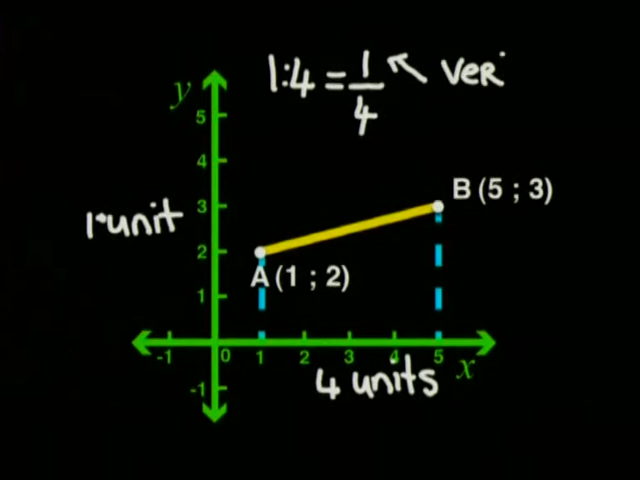 1:4 = 1/4 ver
y
5
4
3
2
1
-1
1 unit
B (5 ; 3)
A (1 ; 2)
-1 0 1 2 3 4 5 x
4 units